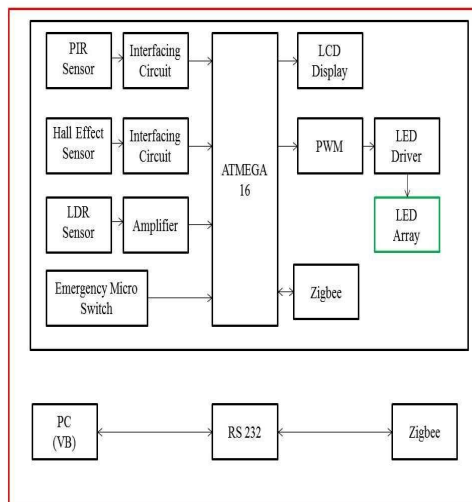 PIR
Sensor
Interfacing
Circuit
LCD
Display
Hall Effect
Sensor
Interfacing
Circuit
ATMEGA
16
PWM
LED
Driver
LDR
Sensor
Amplifier
LED
Array
Emergency Micro
Switch
Zigbee
PC
(VB)
RS 232
Zigbee